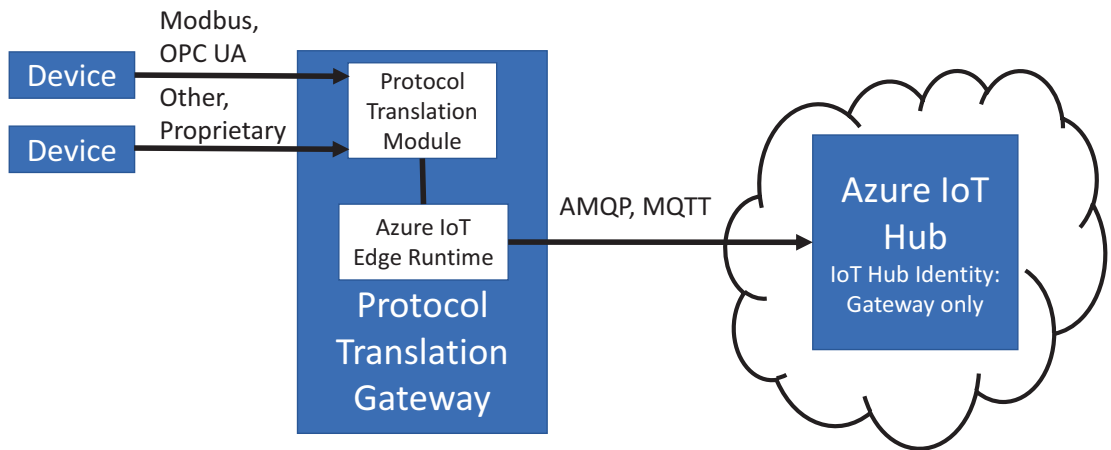 Modbus,
OPC UA
Device
Other,
Proprietary
Device
Protocol
Translation
Module
Azure IoT
Edge Runtime
Protocol
Translation
Gateway
AMQP, MQTT
Azure IoT
Hub
IoT Hub Identity:
Gateway only